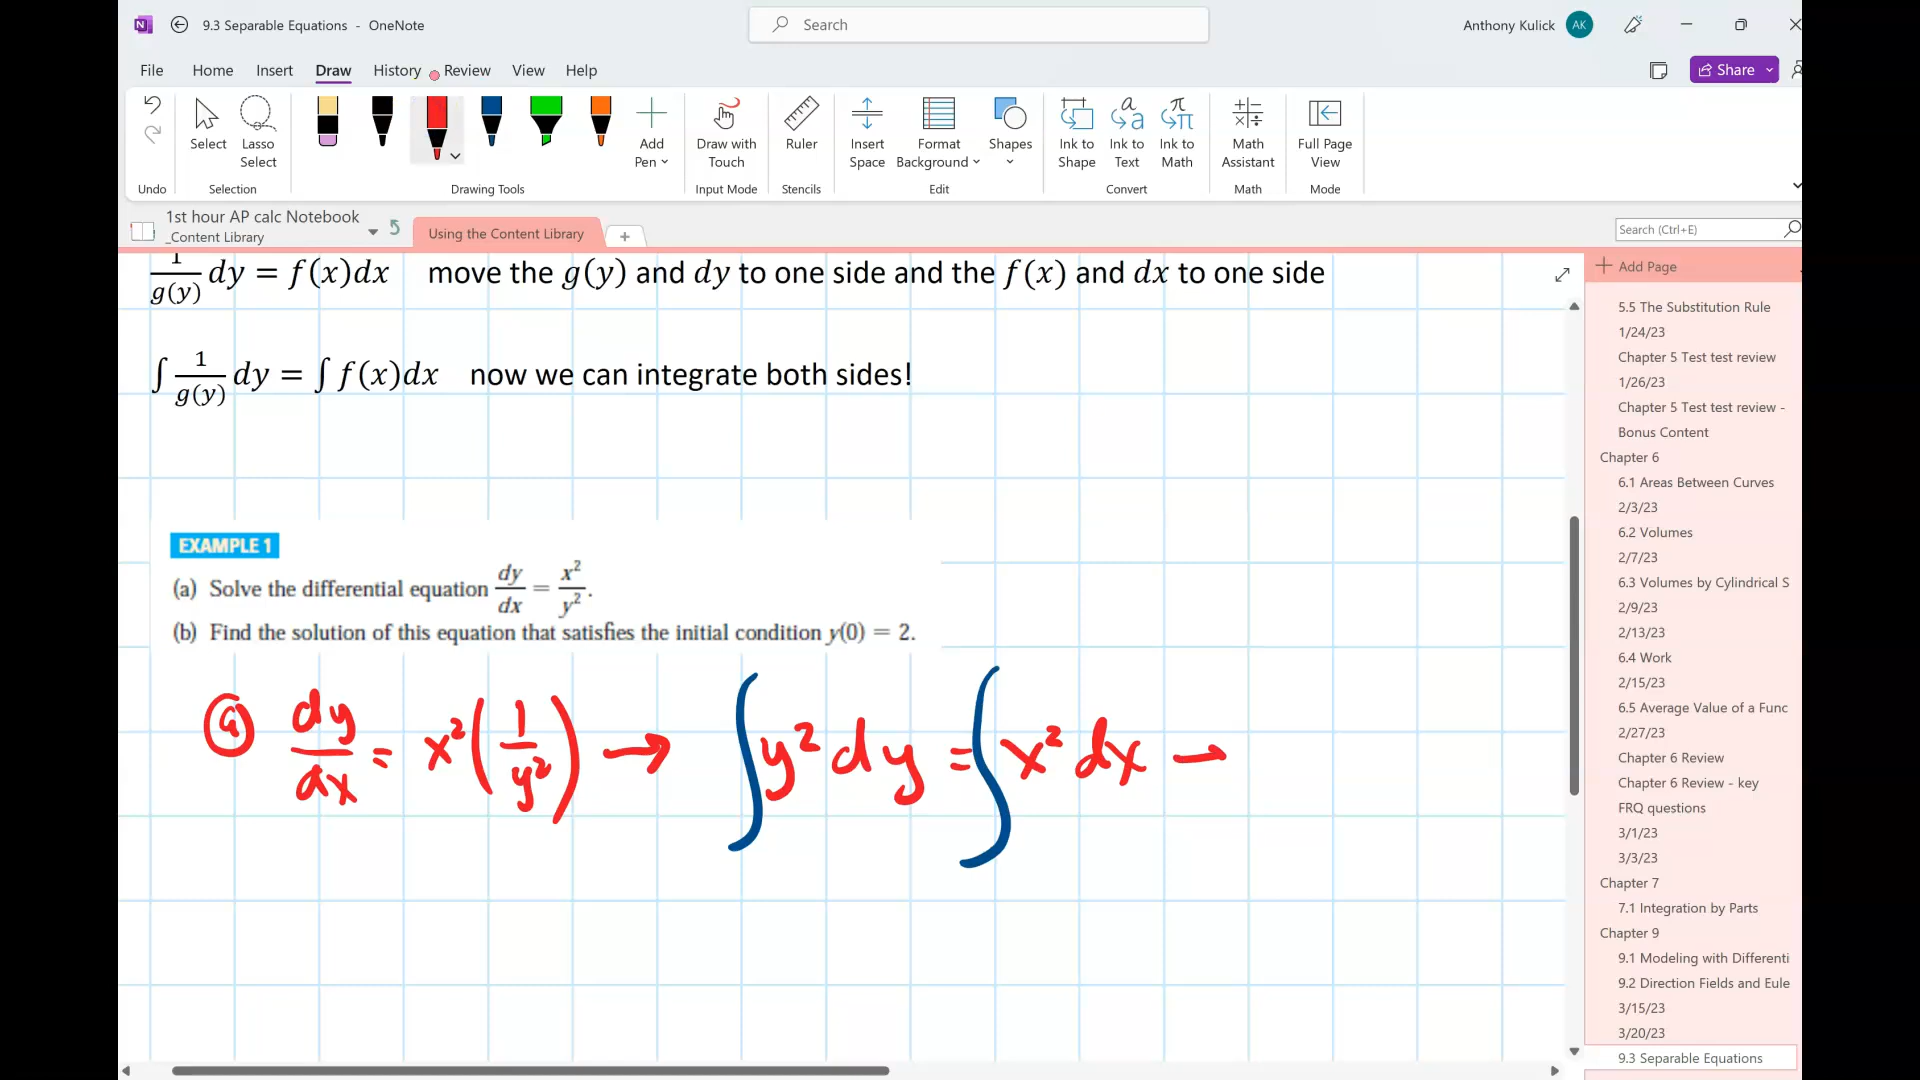 9.3 Separable Equations - OneNote
Search
Anthony Kulick AK
File Home Insert Draw History Review View Help
Share
Undo
Select
Lasso Select
Selection
Drawing Tools
Add Pen
Draw with Touch
Input Mode
Ruler
Stencils
Insert Space
Format Background
Shapes
Edit
Ink to Shape
Ink to Text
Ink to Math
Convert
Math Assistant
Math
Full Page View
Mode
1st hour AP calc Notebook
_Content Library
Using the Content Library
Search (Ctrl+E)
1/g(y) dy = f(x)dx move the g(y) and dy to one side and the f(x) and dx to one side
∫ 1/g(y) dy = ∫ f(x)dx now we can integrate both sides!
EXAMPLE 1
(a) Solve the differential equation dy/dx = x²/y².
(b) Find the solution of this equation that satisfies the initial condition y(0) = 2.
ⓐ dy/dx = x²(1/y²) → ∫y² dy = ∫x² dx →
Add Page
5.5 The Substitution Rule
1/24/23
Chapter 5 Test test review
1/26/23
Chapter 5 Test test review -
Bonus Content
Chapter 6
6.1 Areas Between Curves
2/3/23
6.2 Volumes
2/7/23
6.3 Volumes by Cylindrical S
2/9/23
2/13/23
6.4 Work
2/15/23
6.5 Average Value of a Func
2/27/23
Chapter 6 Review
Chapter 6 Review - key
FRQ questions
3/1/23
3/3/23
Chapter 7
7.1 Integration by Parts
Chapter 9
9.1 Modeling with Differenti
9.2 Direction Fields and Eule
3/15/23
3/20/23
9.3 Separable Equations